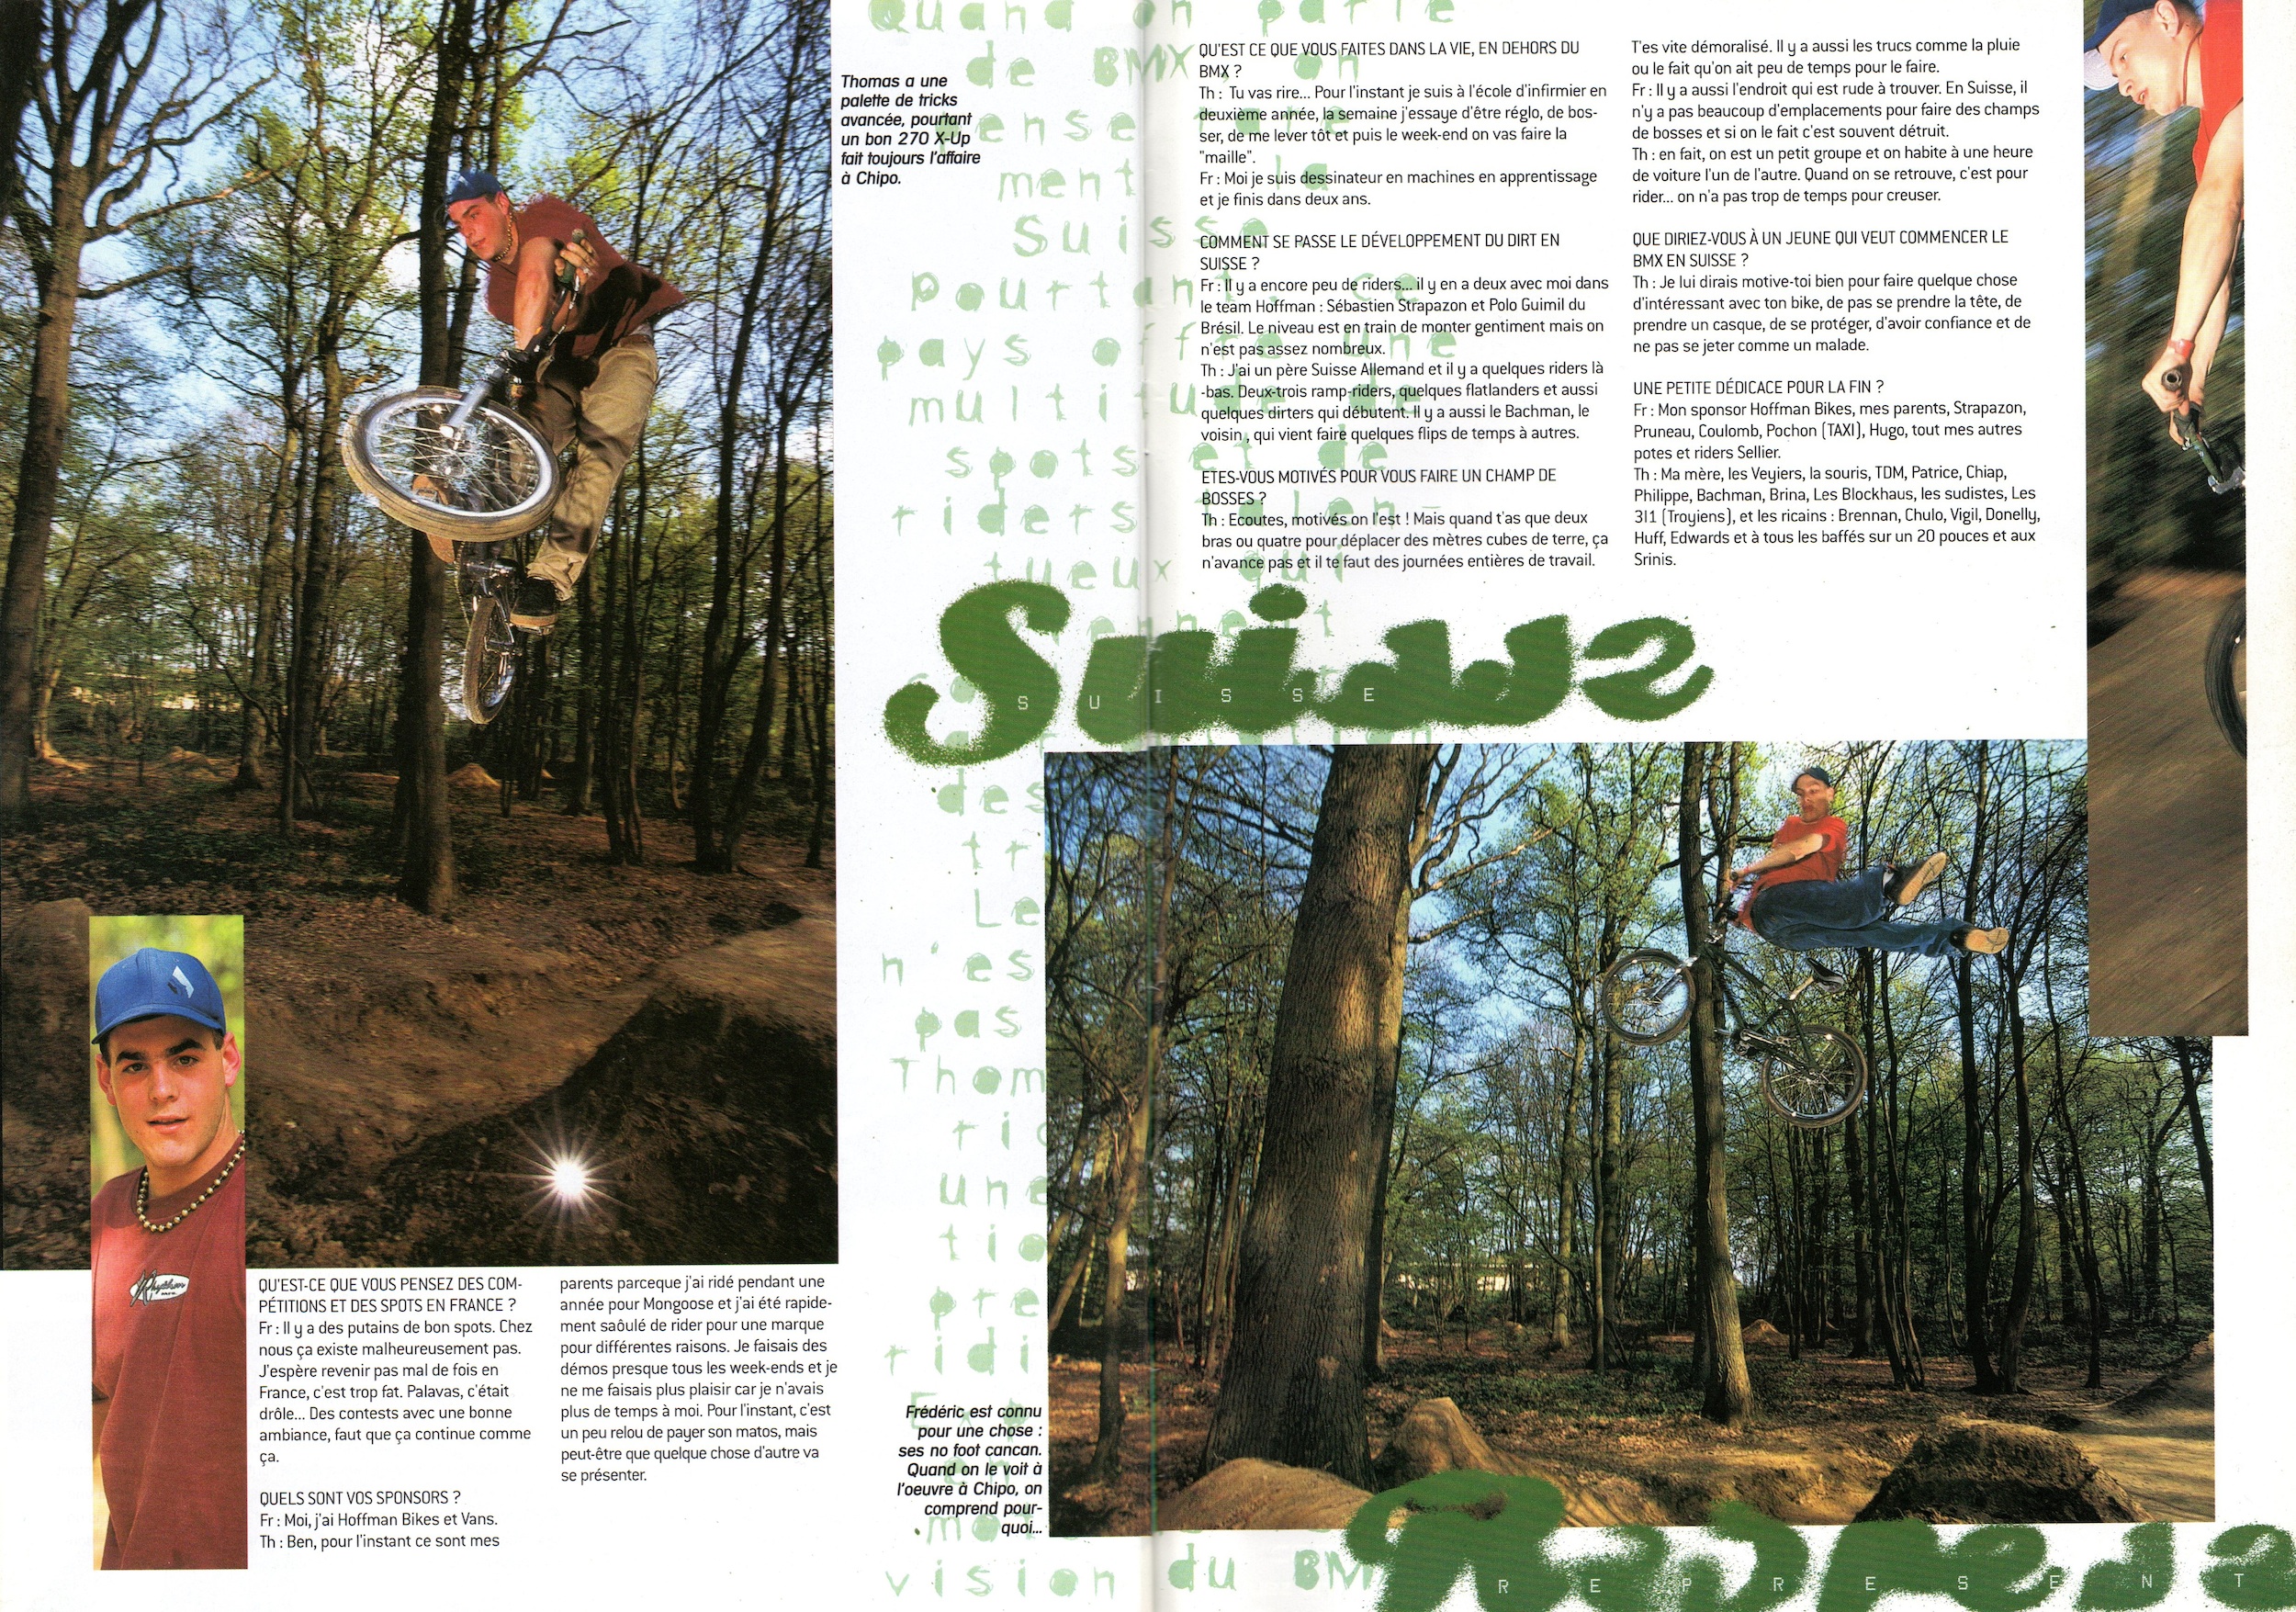 Thomas a une
palette de tricks
avancée, pourtant
un bon 270 X-Up
fait toujours l'affaire
à Chipo.
QU'EST-CE QUE VOUS PENSEZ DES COM-
PÉTITIONS ET DES SPOTS EN FRANCE ?
Fr : Il y a des putains de bon spots. Chez
nous ça existe malheureusement pas.
J'espère revenir pas mal de fois en
France, c'est trop fat. Palavas, c'était
drôle... Des contests avec une bonne
ambiance, faut que ça continue comme
ça.
QUELS SONT VOS SPONSORS ?
Fr : Moi, j'ai Hoffman Bikes et Vans.
Th : Ben, pour l'instant ce sont mes
parents parceque j'ai ridé pendant une
année pour Mongoose et j'ai été rapide-
ment saôulé de rider pour une marque
pour différentes raisons. Je faisais des
démos presque tous les week-ends et je
ne me faisais plus plaisir car je n'avais
plus de temps à moi. Pour l'instant, c'est
un peu relou de payer son matos, mais
peut-être que quelque chose d'autre va
se présenter.
Quand on parle
de BMX, on
ment la
Suisse
Pourtant, ce
pays offre une
multitude de
spots et de
riders talen-
tueux qui
des
Le
n'es
pas
Thom
une
tio
pre
ridi
vision du BM
QU'EST CE QUE VOUS FAITES DANS LA VIE, EN DEHORS DU
BMX ?
Th : Tu vas rire... Pour l'instant je suis à l'école d'infirmier en
deuxième année, la semaine j'essaye d'être réglo, de bos-
ser, de me lever tôt et puis le week-end on vas faire la
"maille".
Fr : Moi je suis dessinateur en machines en apprentissage
et je finis dans deux ans.
COMMENT SE PASSE LE DÉVELOPPEMENT DU DIRT EN
SUISSE ?
Fr : Il y a encore peu de riders... il y en a deux avec moi dans
le team Hoffman : Sébastien Strapazon et Polo Guimil du
Brésil. Le niveau est en train de monter gentiment mais on
n'est pas assez nombreux.
Th : J'ai un père Suisse Allemand et il y a quelques riders là
-bas. Deux-trois ramp-riders, quelques flatlanders et aussi
quelques dirters qui débutent. Il y a aussi le Bachman, le
voisin , qui vient faire quelques flips de temps à autres.
ETES-VOUS MOTIVÉS POUR VOUS FAIRE UN CHAMP DE
BOSSES ?
Th : Ecoutes, motivés on l'est ! Mais quand t'as que deux
bras ou quatre pour déplacer des mètres cubes de terre, ça
n'avance pas et il te faut des journées entières de travail.
T'es vite démoralisé. Il y a aussi les trucs comme la pluie
ou le fait qu'on ait peu de temps pour le faire.
Fr : Il y a aussi l'endroit qui est rude à trouver. En Suisse, il
n'y a pas beaucoup d'emplacements pour faire des champs
de bosses et si on le fait c'est souvent détruit.
Th : en fait, on est un petit groupe et on habite à une heure
de voiture l'un de l'autre. Quand on se retrouve, c'est pour
rider... on n'a pas trop de temps pour creuser.
QUE DIRIEZ-VOUS À UN JEUNE QUI VEUT COMMENCER LE
BMX EN SUISSE ?
Th : Je lui dirais motive-toi bien pour faire quelque chose
d'intéressant avec ton bike, de pas se prendre la tête, de
prendre un casque, de se protéger, d'avoir confiance et de
ne pas se jeter comme un malade.
UNE PETITE DÉDICACE POUR LA FIN ?
Fr : Mon sponsor Hoffman Bikes, mes parents, Strapazon,
Pruneau, Coulomb, Pochon (TAXI), Hugo, tout mes autres
potes et riders Sellier.
Th : Ma mère, les Veyiers, la souris, TDM, Patrice, Chiap,
Philippe, Bachman, Brina, Les Blockhaus, les sudistes, Les
311 (Troyiens), et les ricains : Brennan, Chulo, Vigil, Donelly,
Huff, Edwards et à tous les baffés sur un 20 pouces et aux
Srinis.
Suisse
SUISSE
Frédéric est connu
pour une chose :
ses no foot cancan.
Quand on le voit à
l'oeuvre à Chipo, on
comprend pour-
quoi...
Représe
REPRESENT